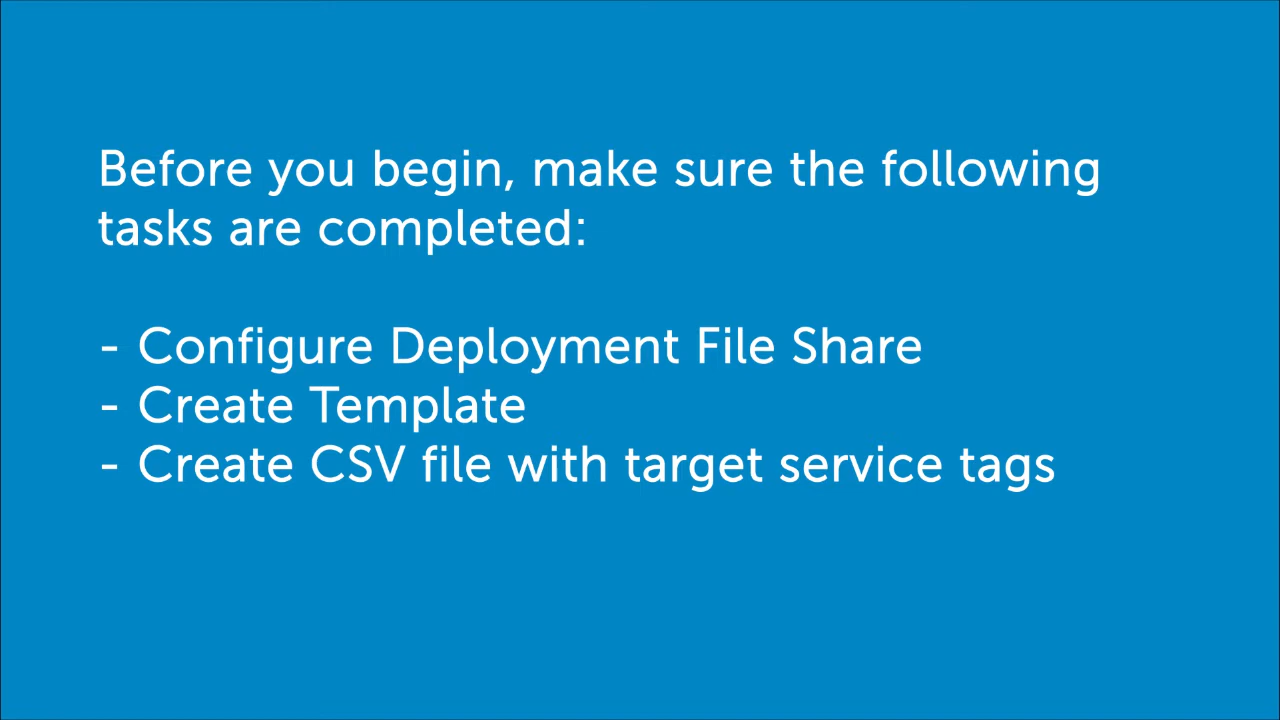 Before you begin, make sure the following
tasks are completed:
- Configure Deployment File Share
- Create Template
- Create CSV file with target service tags